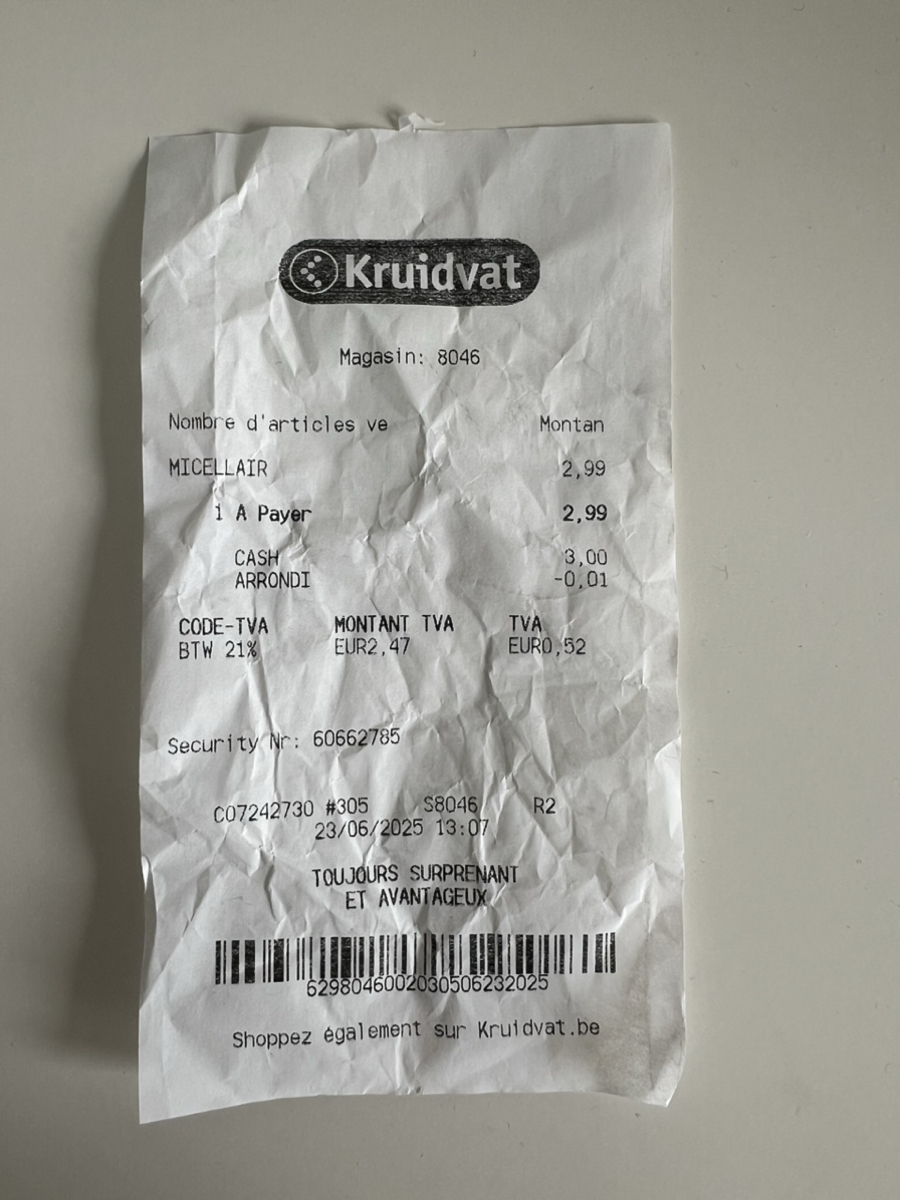 Kruidvat
Magasin: 8046
Nombre d'articles ve Montan
MICELLAIR 2,99
1 A Payer 2,99
CASH 3,00
ARRONDI -0,01
CODE-TVA MONTANT TVA TVA
BTW 21% EUR2,47 EUR0,52
Security Nr: 60662785
C07242730 #305 S8046 R2
23/06/2025 13:07
TOUJOURS SURPRENANT
ET AVANTAGEUX
6298046002030506232025
Shoppez également sur Kruidvat.be